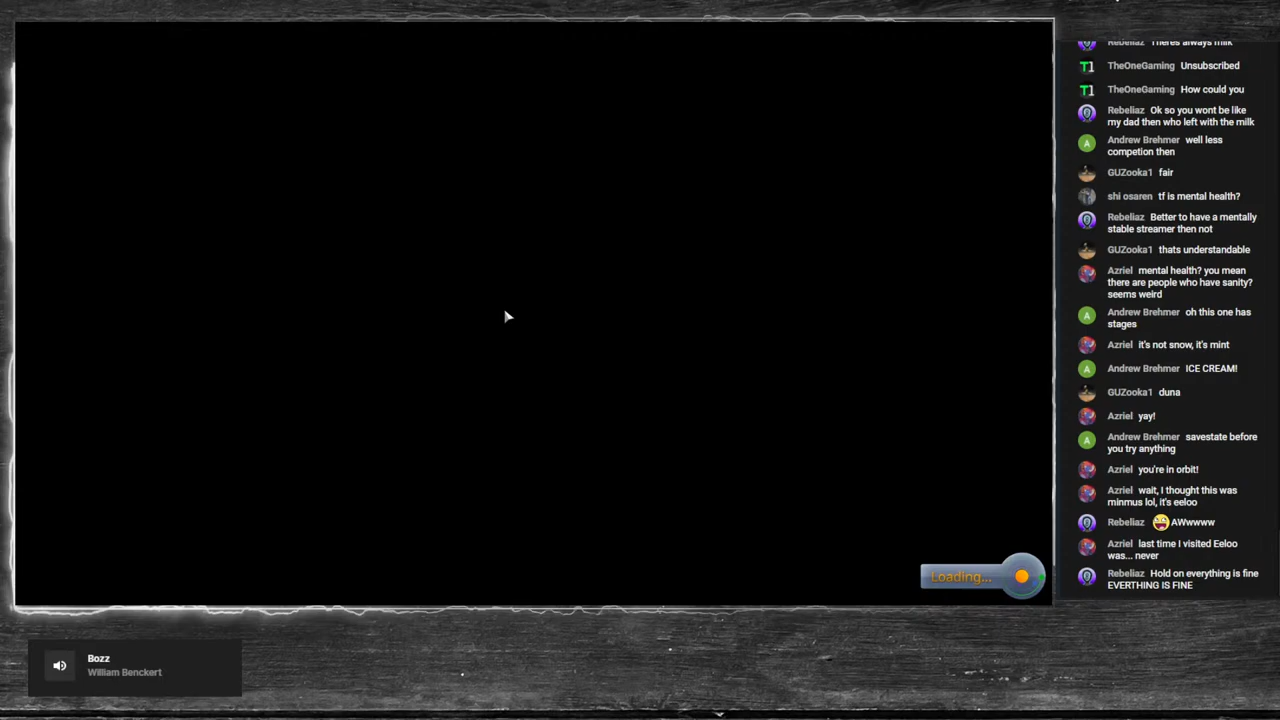 Rebeliaz Theres always milk
TheOneGaming Unsubscribed
TheOneGaming How could you
Rebeliaz Ok so you wont be like
my dad then who left with the milk
Andrew Brehmer well less
competion then
GUZooka1 fair
shi osaren tf is mental health?
Rebeliaz Better to have a mentally
stable streamer then not
GUZooka1 thats understandable
Azriel mental health? you mean
there are people who have sanity?
seems weird
Andrew Brehmer oh this one has
stages
Azriel it's not snow, it's mint
Andrew Brehmer ICE CREAM!
GUZooka1 duna
Azriel yay!
Andrew Brehmer savestate before
you try anything
Azriel you're in orbit!
Azriel wait, I thought this was
minmus lol, it's eeloo
Rebeliaz AWwwww
Azriel last time I visited Eeloo
was... never
Rebeliaz Hold on everything is fine
EVERTHING IS FINE
Loading...
Bozz
William Benckert